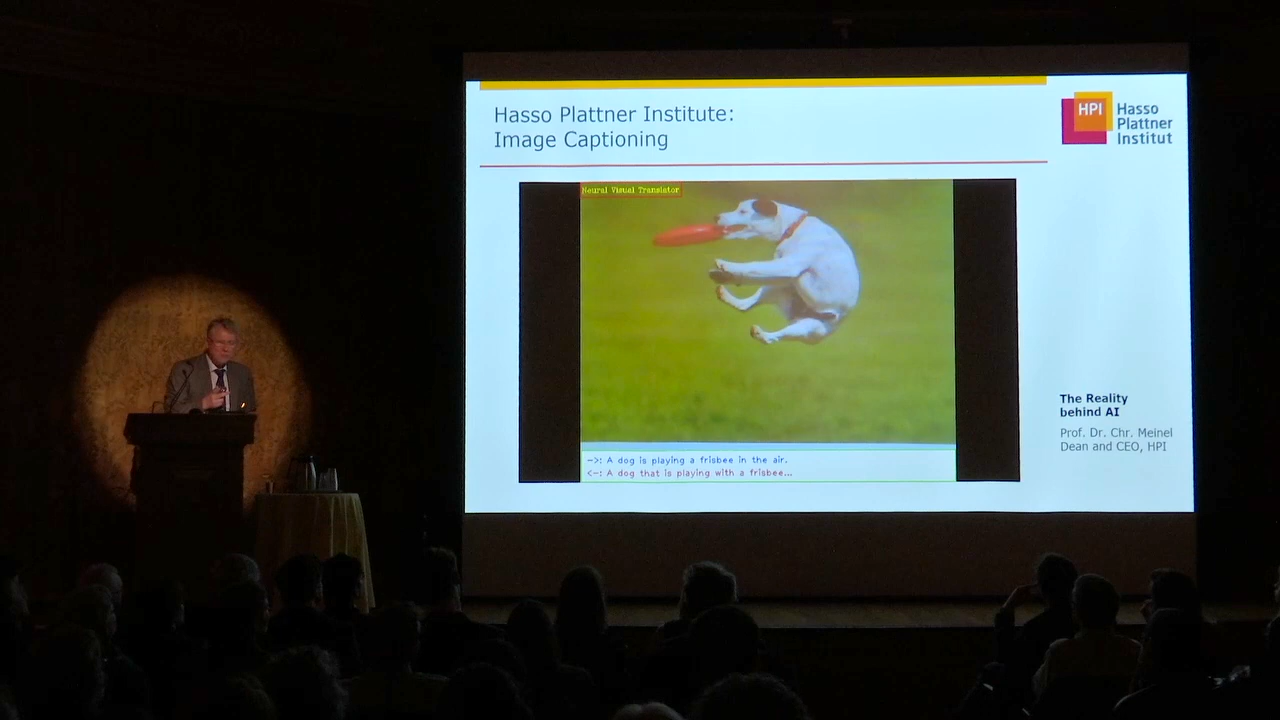 Hasso Plattner Institute:
Image Captioning
HPI
Hasso
Plattner
Institut
Neural Visual Translator
->: A dog is playing a frisbee in the air.
<-: A dog that is playing with a frisbee...
The Reality
behind AI
Prof. Dr. Chr. Meinel
Dean and CEO, HPI